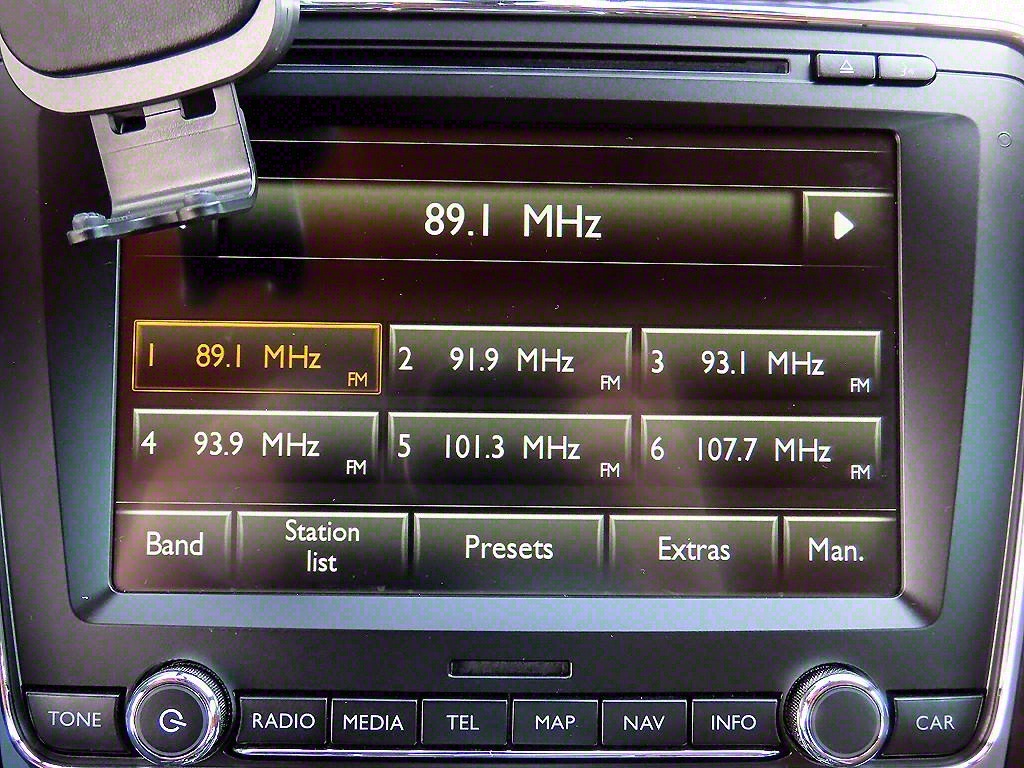 89.1 MHz
1 89.1 MHz FM
2 91.9 MHz FM
3 93.1 MHz FM
4 93.9 MHz FM
5 101.3 MHz FM
6 107.7 MHz FM
Band
Station
list
Presets
Extras
Man.
TONE
RADIO
MEDIA
TEL
MAP
NAV
INFO
CAR